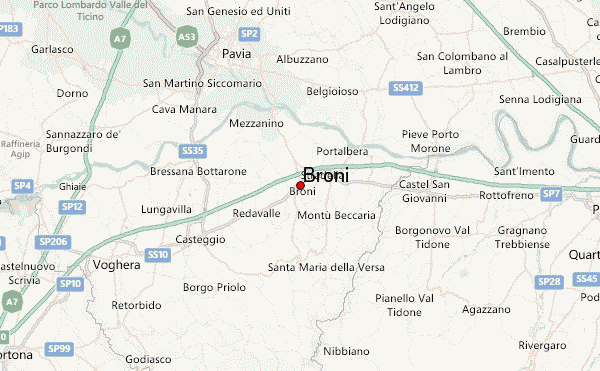 Parco Lombardo Valle del
Ticino
San Genesio ed Uniti
Sant'Angelo
Lodigiano
P183
A7
A53
SP2
Brembio
Garlasco
Pavia
Albuzzano
San Colombano al
Lambro
Casalpusterle
San Martino Siccomario
Dorno
Belgioioso
SS412
Senna Lodigiana
Cava Manara
Mezzanino
Sannazzaro de'
Burgondi
Pieve Porto
Morone
Guard
Raffineria
Agip
SS35
Portalbera
Bressana Bottarone
Broni
Sant'Imento
SP4
Ghiaie
Broni
Castel San
Giovanni
Rottofreno
SP7
SP12
Lungavilla
Redavalle
Montù Beccaria
SP206
Casteggio
Borgonovo Val
Tidone
Gragnano
Trebbiense
SS10
Quart
Castelnuovo
Scrivia
Voghera
Santa Maria della Versa
SP10
Borgo Priolo
SP28
SS45
A7
Retorbido
Pianello Val
Tidone
Agazzano
SP99
ortona
Godiasco
Nibbiano
Rivergaro